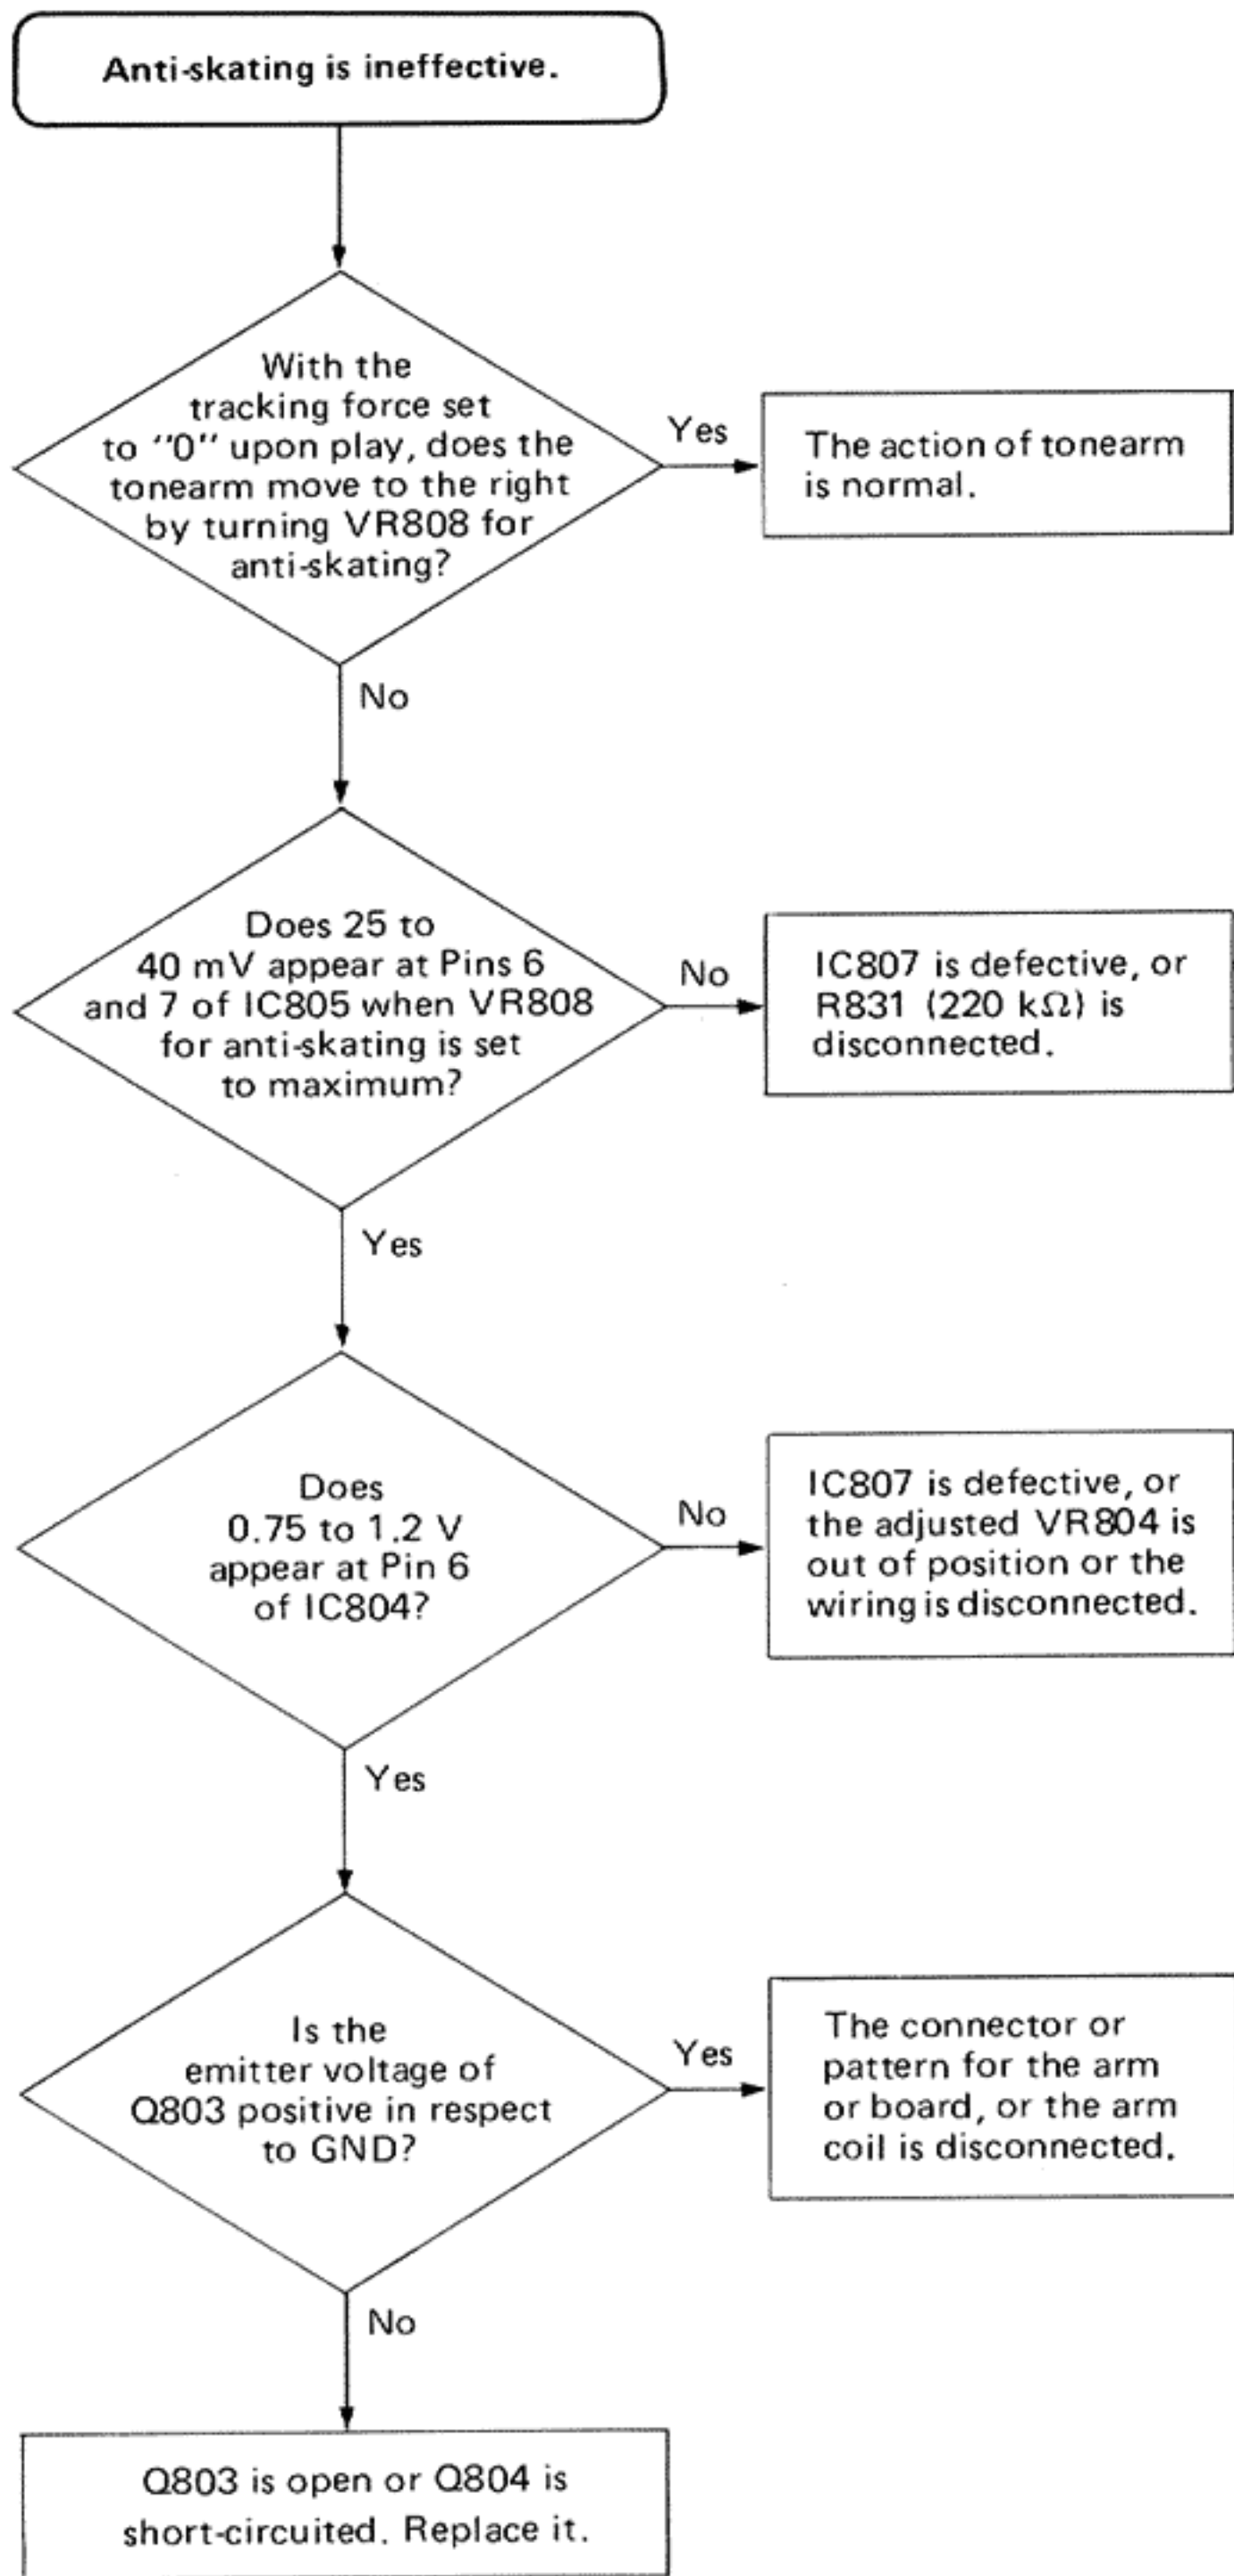 Anti-skating is ineffective.
With the
tracking force set
to "0" upon play, does the
tonearm move to the right
by turning VR808 for
anti-skating?
Yes
The action of tonearm
is normal.
No
Does 25 to
40 mV appear at Pins 6
and 7 of IC805 when VR808
for anti-skating is set
to maximum?
No
IC807 is defective, or
R831 (220 kΩ) is
disconnected.
Yes
Does
0.75 to 1.2 V
appear at Pin 6
of IC804?
No
IC807 is defective, or
the adjusted VR804 is
out of position or the
wiring is disconnected.
Yes
Is the
emitter voltage of
Q803 positive in respect
to GND?
Yes
The connector or
pattern for the arm
or board, or the arm
coil is disconnected.
No
Q803 is open or Q804 is
short-circuited. Replace it.